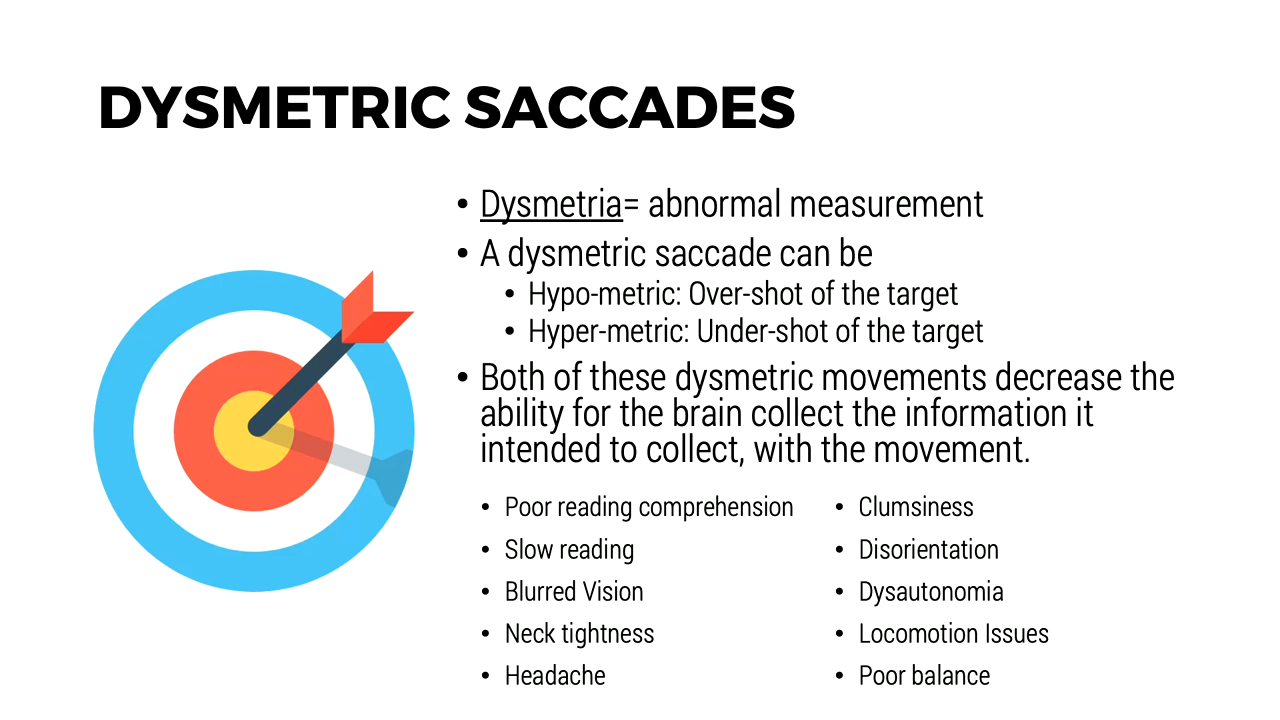 DYSMETRIC SACCADES
• Dysmetria= abnormal measurement
• A dysmetric saccade can be
• Hypo-metric: Over-shot of the target
• Hyper-metric: Under-shot of the target
• Both of these dysmetric movements decrease the
ability for the brain collect the information it
intended to collect, with the movement.
• Poor reading comprehension
• Slow reading
• Blurred Vision
• Neck tightness
• Headache
• Clumsiness
• Disorientation
• Dysautonomia
• Locomotion Issues
• Poor balance